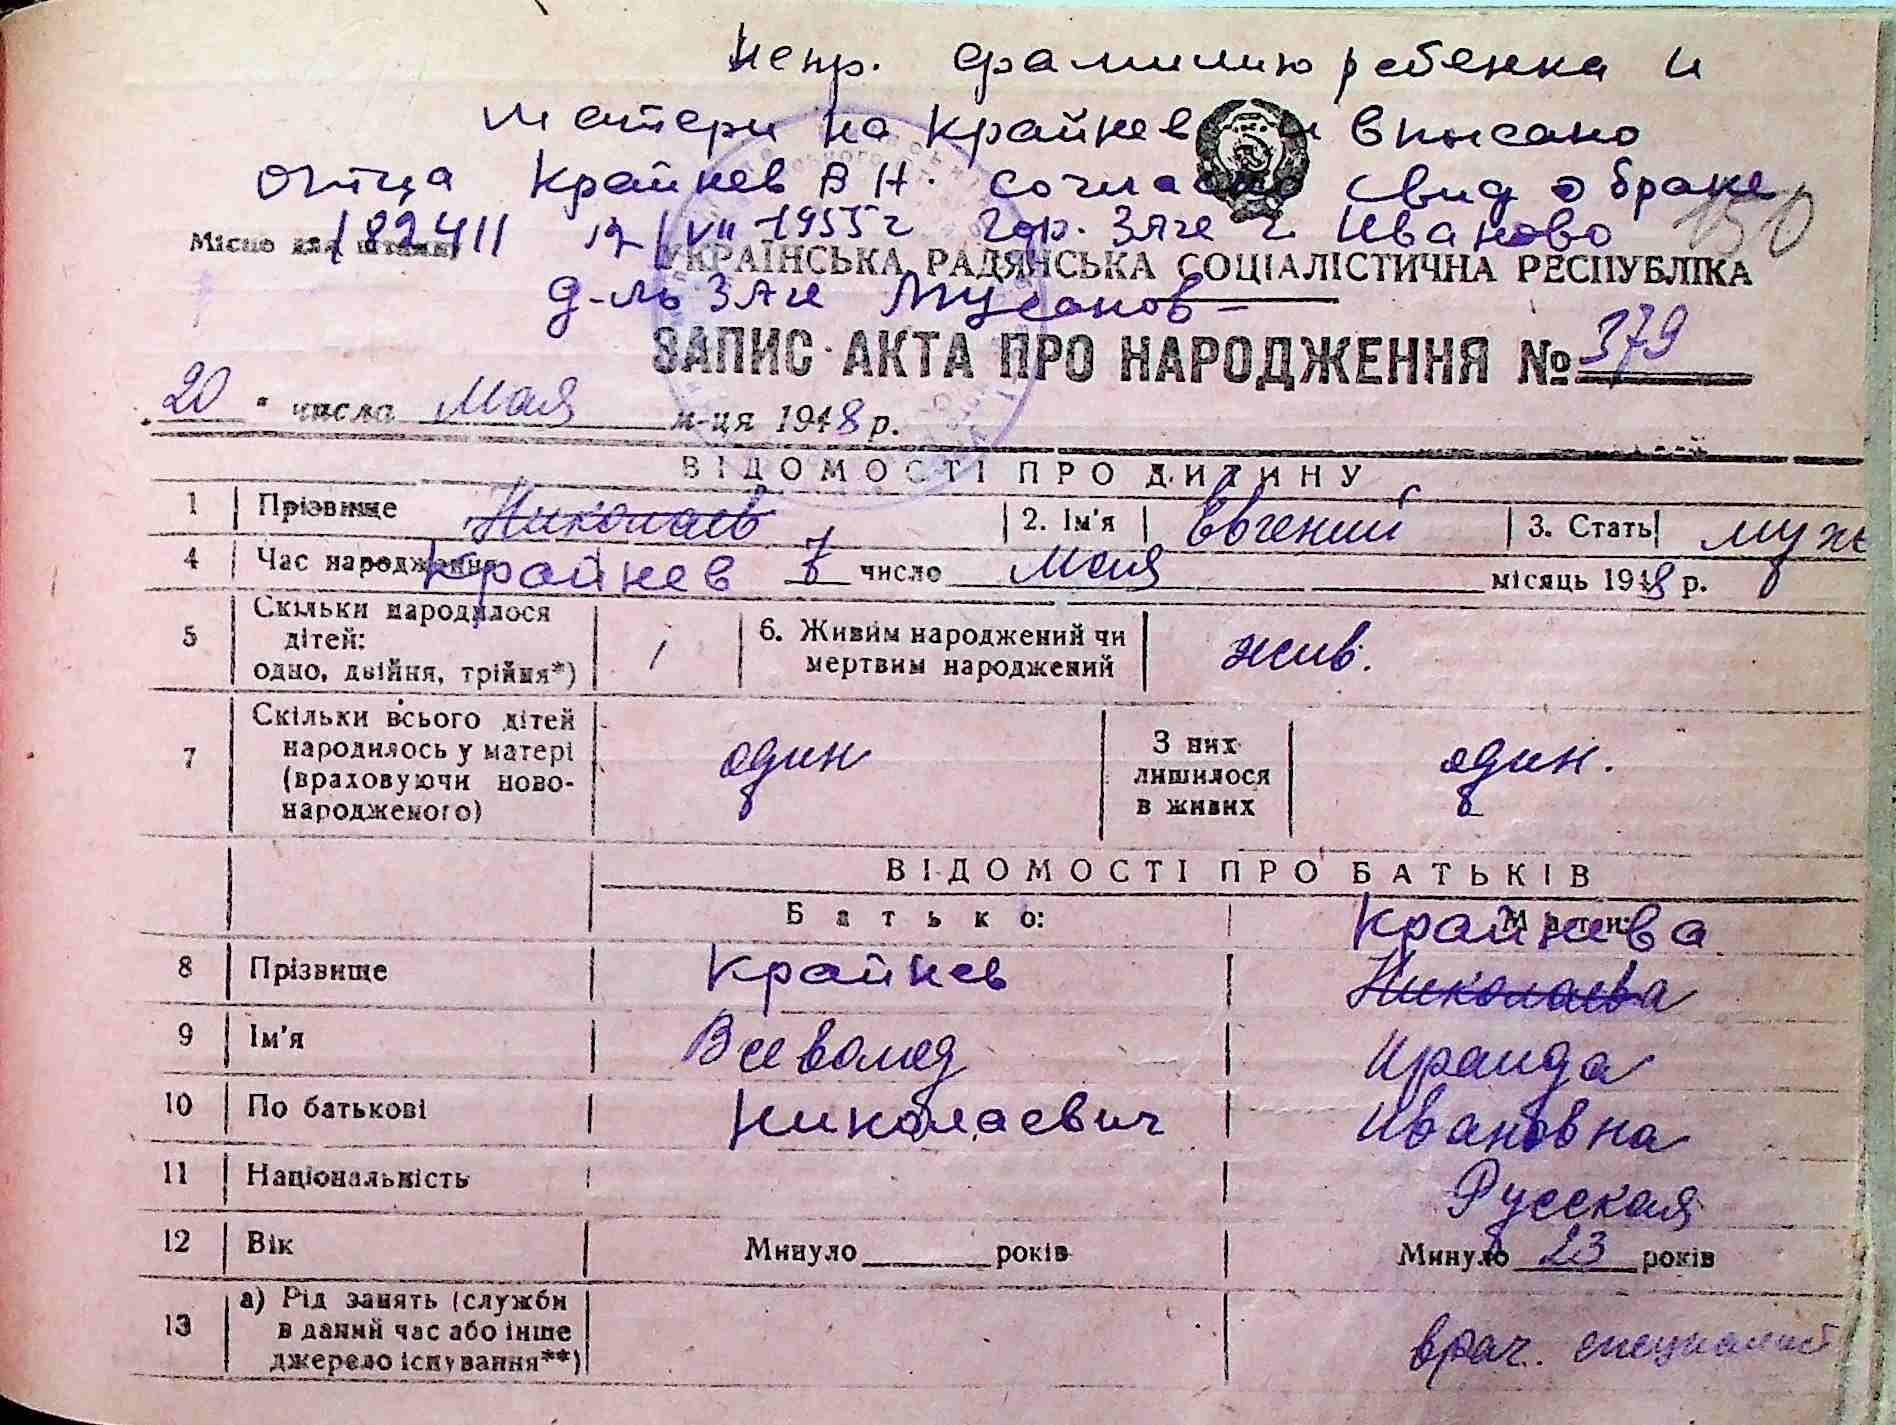 испр. фамилию ребенка и
матери на Крайнев и вписано
отца Крайнев В Н. согласно свид о браке
182411 12/VII-1955 г гор. ЗАГС г. Иваново
150
Місце для штампу
УКРАЇНСЬКА РАДЯНСЬКА СОЦІАЛІСТИЧНА РЕСПУБЛІКА
д-ль ЗАГС
ЗАПИС АКТА ПРО НАРОДЖЕННЯ № 379
20 " числа Мая м-ця 1948 р.
ВІДОМОСТІ ПРО ДИТИНУ
1 Прізвище Николаев 2. Ім'я Евгений 3. Стать муж
Крайнев
4 Час народження 7 число Мая місяць 1948 р.
5 Скільки народилося дітей: одно, двійня, трійня*) 1 6. Живим народжений чи мертвим народжений жив.
7 Скільки всього дітей народилось у матері (враховуючи ново-народженого) один З них лишилося в живих один.
ВІДОМОСТІ ПРО БАТЬКІВ
Батько: Мати:
Крайнева
8 Прізвище Крайнев Николаева
9 Ім'я Всеволод Ираида
10 По батькові Николаевич Ивановна
11 Національність Русская
12 Вік Минуло ____ років Минуло 23 років
13 а) Рід занять (служби в даний час або інше джерело існування**) врач. специалист